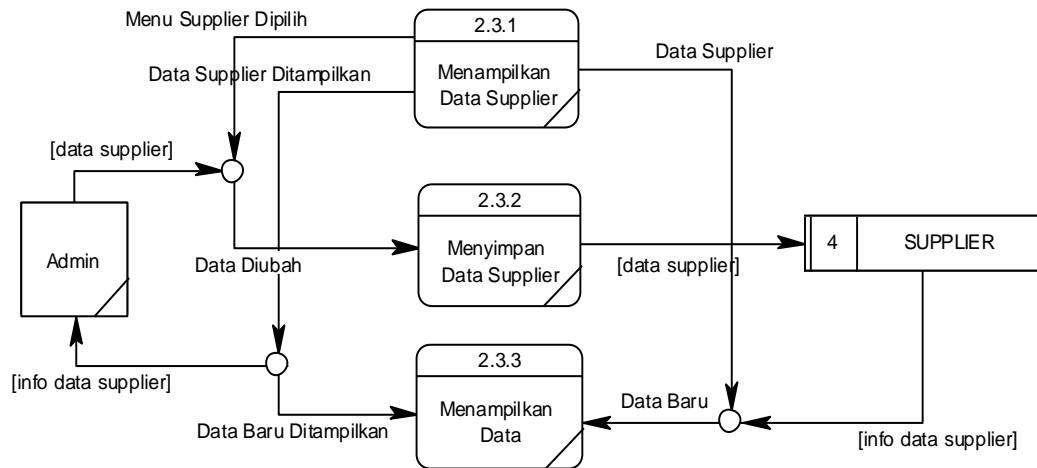 Menu Supplier Dipilih
2.3.1
Data Supplier
Data Supplier Ditampilkan
Menampilkan
Data Supplier
[data supplier]
2.3.2
Admin
Menyimpan
Data Supplier
4
SUPPLIER
Data Diubah
[data supplier]
2.3.3
[info data supplier]
Menampilkan
Data
Data Baru
Data Baru Ditampilkan
[info data supplier]